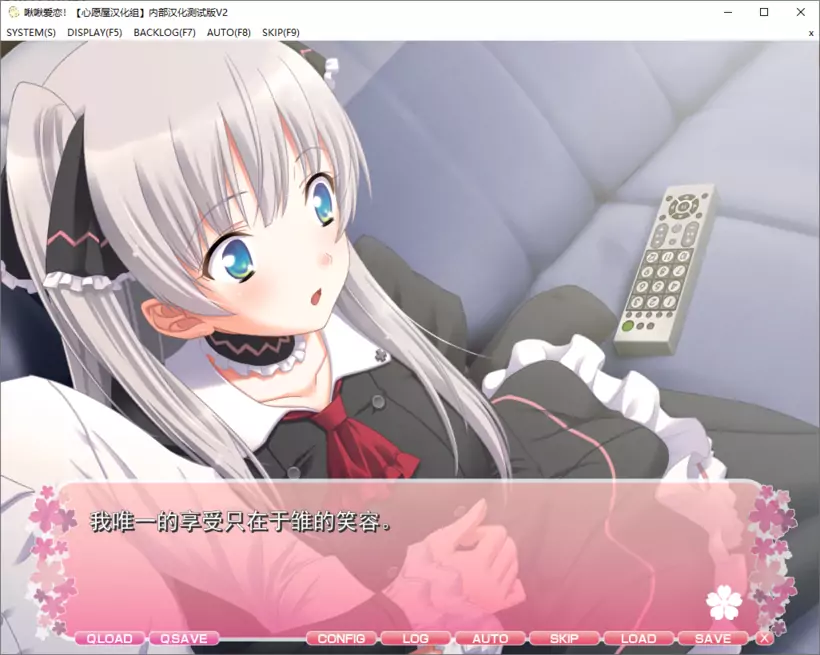 啾啾爱恋！【心愿屋汉化组】内部汉化测试版V2
SYSTEM(S) DISPLAY(F5) BACKLOG(F7) AUTO(F8) SKIP(F9) x
我唯一的享受只在于雏的笑容。
QLOAD QSAVE CONFIG LOG AUTO SKIP LOAD SAVE X